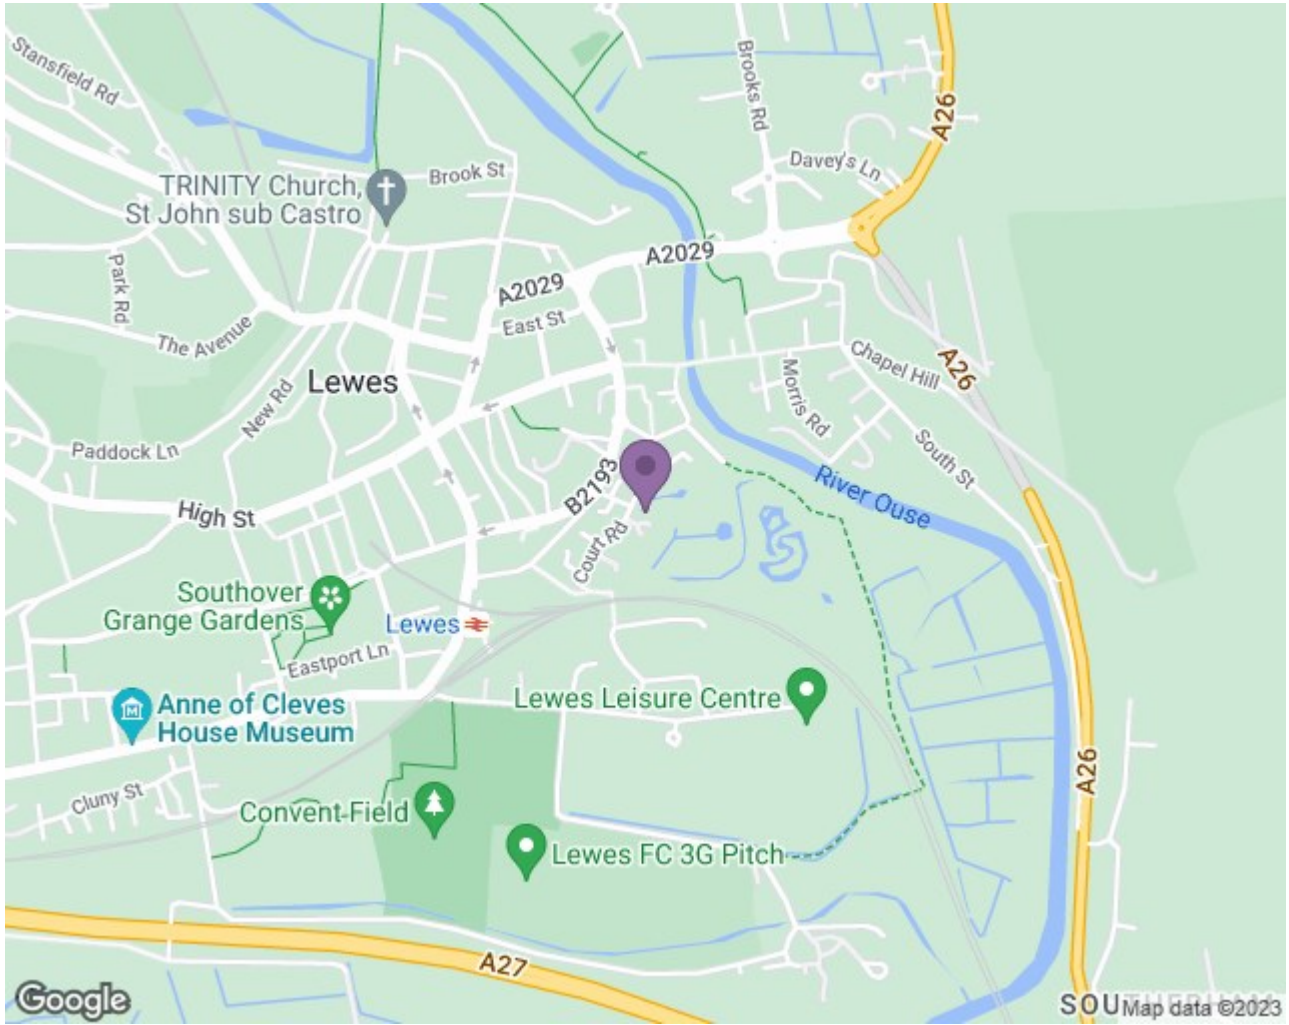 Stansfield Rd
Brooks Rd
A26
Davey's Ln
Brook St
TRINITY Church,
St John sub Castro
A2029
A2029
Park Rd
The Avenue
East St
Lewes
New Rd
Chapel Hill
A26
Morris Rd
Paddock Ln
South St
High St
B2193
River Ouse
Court Rd
Southover
Grange Gardens
Lewes
Eastport Ln
Lewes Leisure Centre
Anne of Cleves
House Museum
A26
Cluny St
Convent Field
Lewes FC 3G Pitch
A27
Google
SOUTHERHAM
Map data ©2023